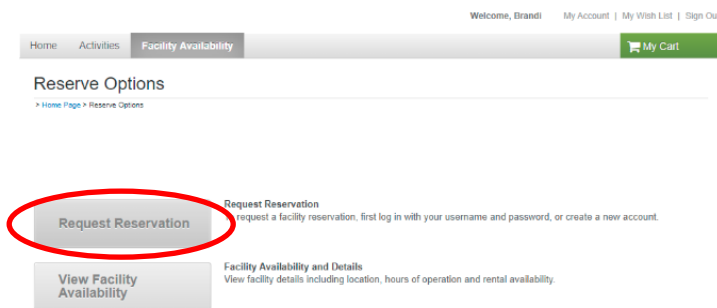 Welcome, Brandi My Account | My Wish List | Sign Ou
Home Activities Facility Availability My Cart
Reserve Options
> Home Page > Reserve Options
Request Reservation
Request Reservation
request a facility reservation, first log in with your username and password, or create a new account.
View Facility Availability
Facility Availability and Details
View facility details including location, hours of operation and rental availability.